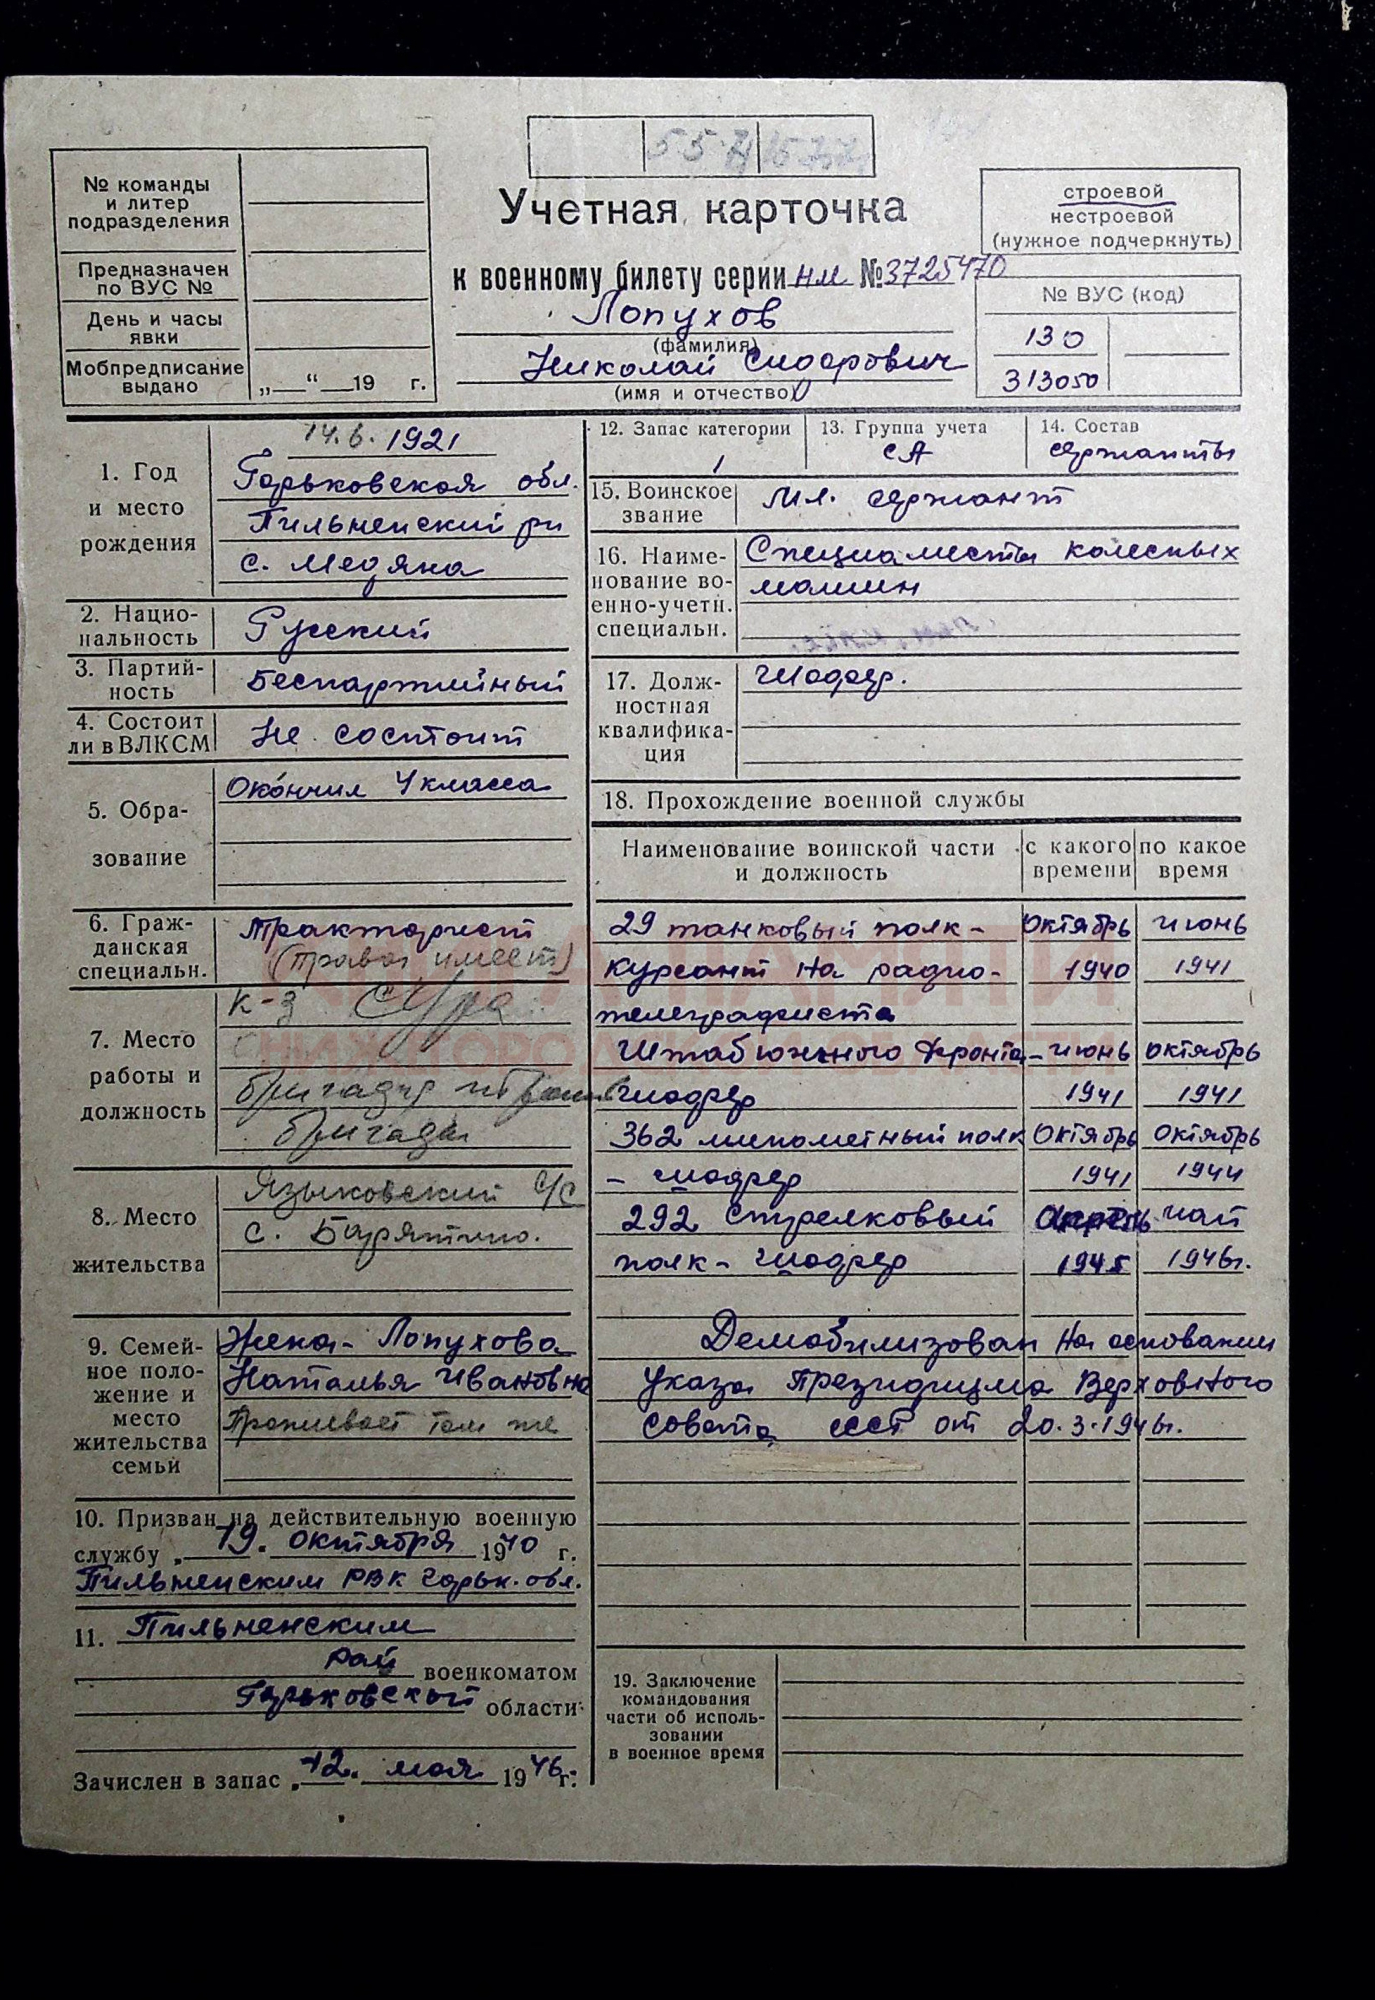 № команды
и литер
подразделения
Предназначен
по ВУС №
День и часы
явки
Мобпредписание
выдано „ “ 19 г.
Учетная карточка
к военному билету серии НМ № 3725470
Лопухов
(фамилия)
Николай
(имя и отчество)
строевой
нестроевой
(нужное подчеркнуть)
№ ВУС (код)
130
313050
1. Год
и место
рождения
14.6. 1921
Горьковская обл.
Пильненский рн
с. Медяна
2. Нацио-
нальность
Русский
3. Партий-
ность
Беспартийный
4. Состоит
ли в ВЛКСМ
Не состоит
5. Обра-
зование
Окончил 4 класса
6. Граж-
данская
специальн.
Тракторист
(права имеет)
7. Место
работы и
должность
к-з Сура
бригадир
бригады
8. Место
жительства
Языковский с/с
с. Барятино.
9. Семей-
ное поло-
жение и
место
жительства
семьи
Жена - Лопухова
Наталья Ивановна
Проживает там же
10. Призван на действительную военную
службу „19“ октября 1940 г.
Пильненским РВК Горьк. обл.
11. Пильненским
рай военкоматом
Горьковской области
Зачислен в запас „12“ мая 1946 г.
12. Запас категории
1
13. Группа учета
СА
14. Состав
сержанты
15. Воинское
звание
Мл. сержант
16. Наиме-
нование во-
енно-учетн.
специальн.
Специалисты колесных
машин
17. Долж-
ностная
квалифика-
ция
Шофер.
18. Прохождение военной службы
Наименование воинской части
и должность
с какого
времени
по какое
время
29 танковый полк - Октябрь Июнь
курсант на радио- 1940 1941
телеграфиста
Штаб южного фронта - июнь октябрь
шофер 1941 1941
362 минометный полк октябрь октябрь
- шофер 1941 1944
292 стрелковый Апрель май
полк - шофер 1945 1946г.
Демобилизован на основании
Указа Президиума Верховного
Совета СССР от 20.3.1946г.
19. Заключение
командования
части об исполь-
зовании
в военное время
КНИГА ПАМЯТИ
НИЖЕГОРОДСКОЙ ОБЛАСТИ